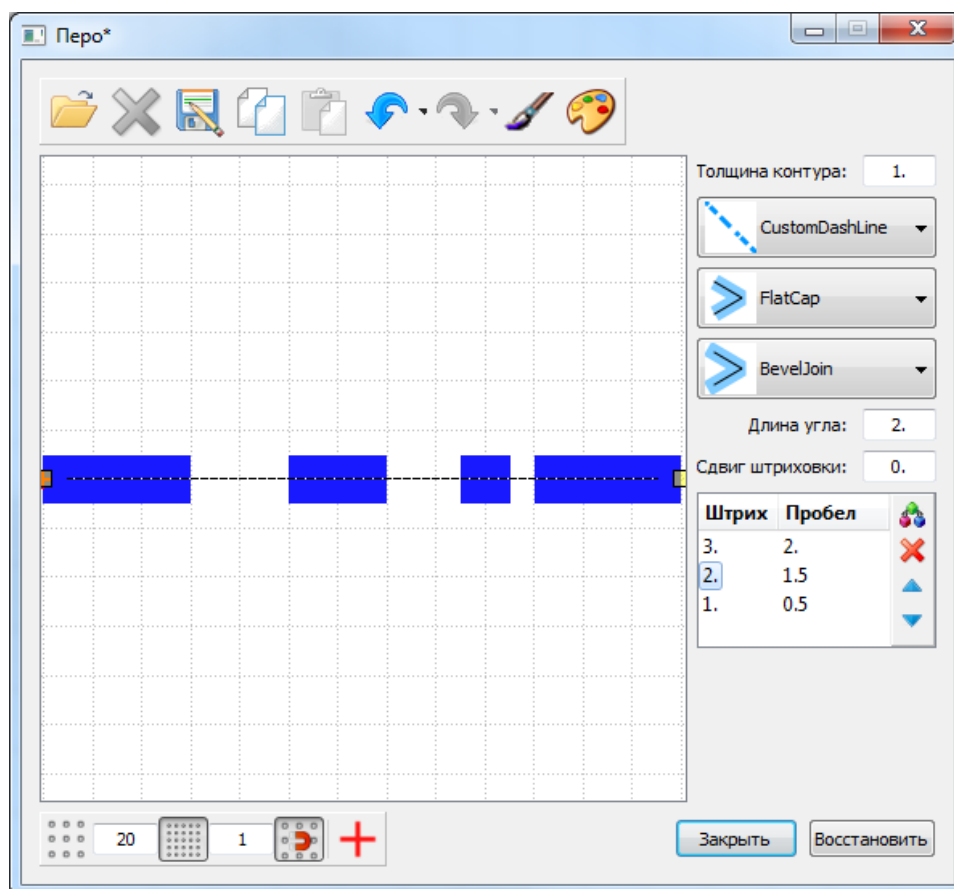 Перо*
Толщина контура: 1.
CustomDashLine
FlatCap
BevelJoin
Длина угла: 2.
Сдвиг штриховки: 0.
Штрих Пробел
3. 2.
2. 1.5
1. 0.5
20 1
Закрыть Восстановить